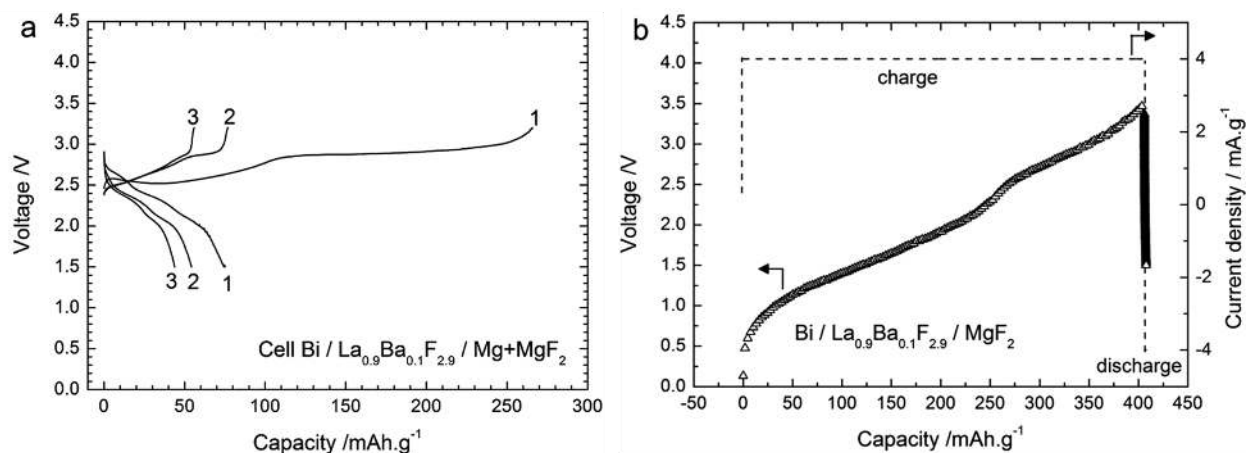 a
4.5
4.0
3.5
3.0
2.5
2.0
1.5
1.0
0.5
0.0
Voltage /V
3 2 1
3 2 1
Cell Bi / La₀.₉Ba₀.₁F₂.₉ / Mg+MgF₂
0 50 100 150 200 250 300
Capacity /mAh.g⁻¹
b
4.5
4.0
3.5
3.0
2.5
2.0
1.5
1.0
0.5
0.0
Voltage /V
charge
Bi / La₀.₉Ba₀.₁F₂.₉ / MgF₂
discharge
4
2
0
-2
-4
Current density / mA.g⁻¹
-50 0 50 100 150 200 250 300 350 400 450
Capacity /mAh.g⁻¹